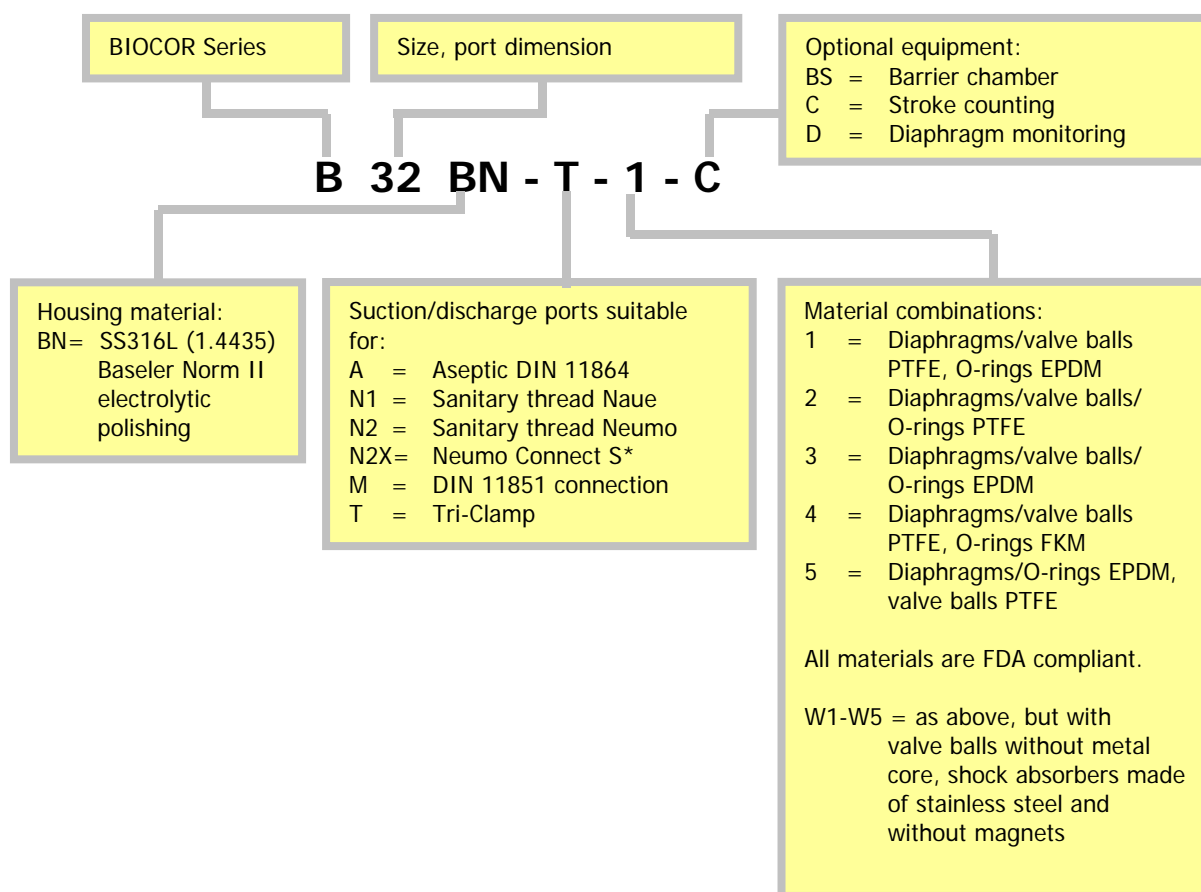 BIOCOR Series
Size, port dimension
Optional equipment:
BS = Barrier chamber
C = Stroke counting
D = Diaphragm monitoring
B 32 BN - T - 1 - C
Housing material:
BN= SS316L (1.4435)
Baseler Norm II
electrolytic
polishing
Suction/discharge ports suitable
for:
A = Aseptic DIN 11864
N1 = Sanitary thread Naue
N2 = Sanitary thread Neumo
N2X= Neumo Connect S*
M = DIN 11851 connection
T = Tri-Clamp
Material combinations:
1 = Diaphragms/valve balls
PTFE, O-rings EPDM
2 = Diaphragms/valve balls/
O-rings PTFE
3 = Diaphragms/valve balls/
O-rings EPDM
4 = Diaphragms/valve balls
PTFE, O-rings FKM
5 = Diaphragms/O-rings EPDM,
valve balls PTFE
All materials are FDA compliant.
W1-W5 = as above, but with
valve balls without metal
core, shock absorbers made
of stainless steel and
without magnets